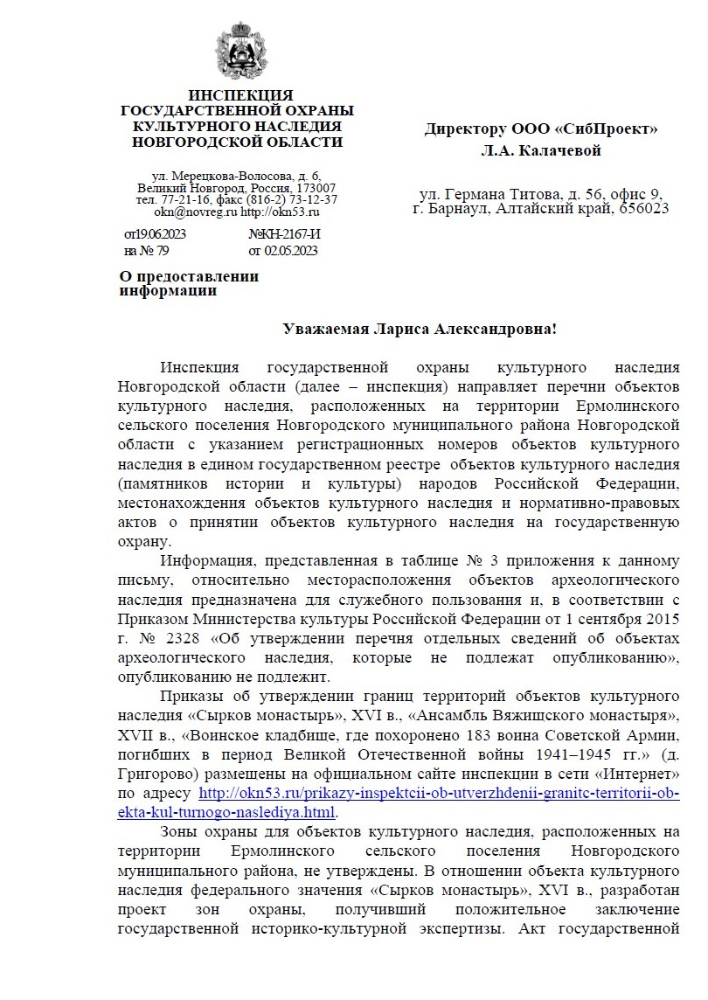 ИНСПЕКЦИЯ
ГОСУДАРСТВЕННОЙ ОХРАНЫ
КУЛЬТУРНОГО НАСЛЕДИЯ
НОВГОРОДСКОЙ ОБЛАСТИ
ул. Мерецкова-Волосова, д. 6,
Великий Новгород, Россия, 173007
тел. 77-21-16, факс (816-2) 73-12-37
okn@novreg.ru http://okn53.ru
от19.06.2023 №КН-2167-И
на № 79 от 02.05.2023
О предоставлении
информации
Директору ООО «СибПроект»
Л.А. Калачевой
ул. Германа Титова, д. 56, офис 9,
г. Барнаул, Алтайский край, 656023
Уважаемая Лариса Александровна!
Инспекция государственной охраны культурного наследия
Новгородской области (далее – инспекция) направляет перечни объектов
культурного наследия, расположенных на территории Ермолинского
сельского поселения Новгородского муниципального района Новгородской
области с указанием регистрационных номеров объектов культурного
наследия в едином государственном реестре объектов культурного наследия
(памятников истории и культуры) народов Российской Федерации,
местонахождения объектов культурного наследия и нормативно-правовых
актов о принятии объектов культурного наследия на государственную
охрану.
Информация, представленная в таблице № 3 приложения к данному
письму, относительно месторасположения объектов археологического
наследия предназначена для служебного пользования и, в соответствии с
Приказом Министерства культуры Российской Федерации от 1 сентября 2015
г. № 2328 «Об утверждении перечня отдельных сведений об объектах
археологического наследия, которые не подлежат опубликованию»,
опубликованию не подлежит.
Приказы об утверждении границ территорий объектов культурного
наследия «Сырков монастырь», XVI в., «Ансамбль Вяжищского монастыря»,
XVII в., «Воинское кладбище, где похоронено 183 воина Советской Армии,
погибших в период Великой Отечественной войны 1941–1945 гг.» (д.
Григорово) размещены на официальном сайте инспекции в сети «Интернет»
по адресу http://okn53.ru/prikazy-inspektcii-ob-utverzhdenii-granitc-territorii-ob-
ekta-kul-turnogo-naslediya.html.
Зоны охраны для объектов культурного наследия, расположенных на
территории Ермолинского сельского поселения Новгородского
муниципального района, не утверждены. В отношении объекта культурного
наследия федерального значения «Сырков монастырь», XVI в., разработан
проект зон охраны, получивший положительное заключение
государственной историко-культурной экспертизы. Акт государственной